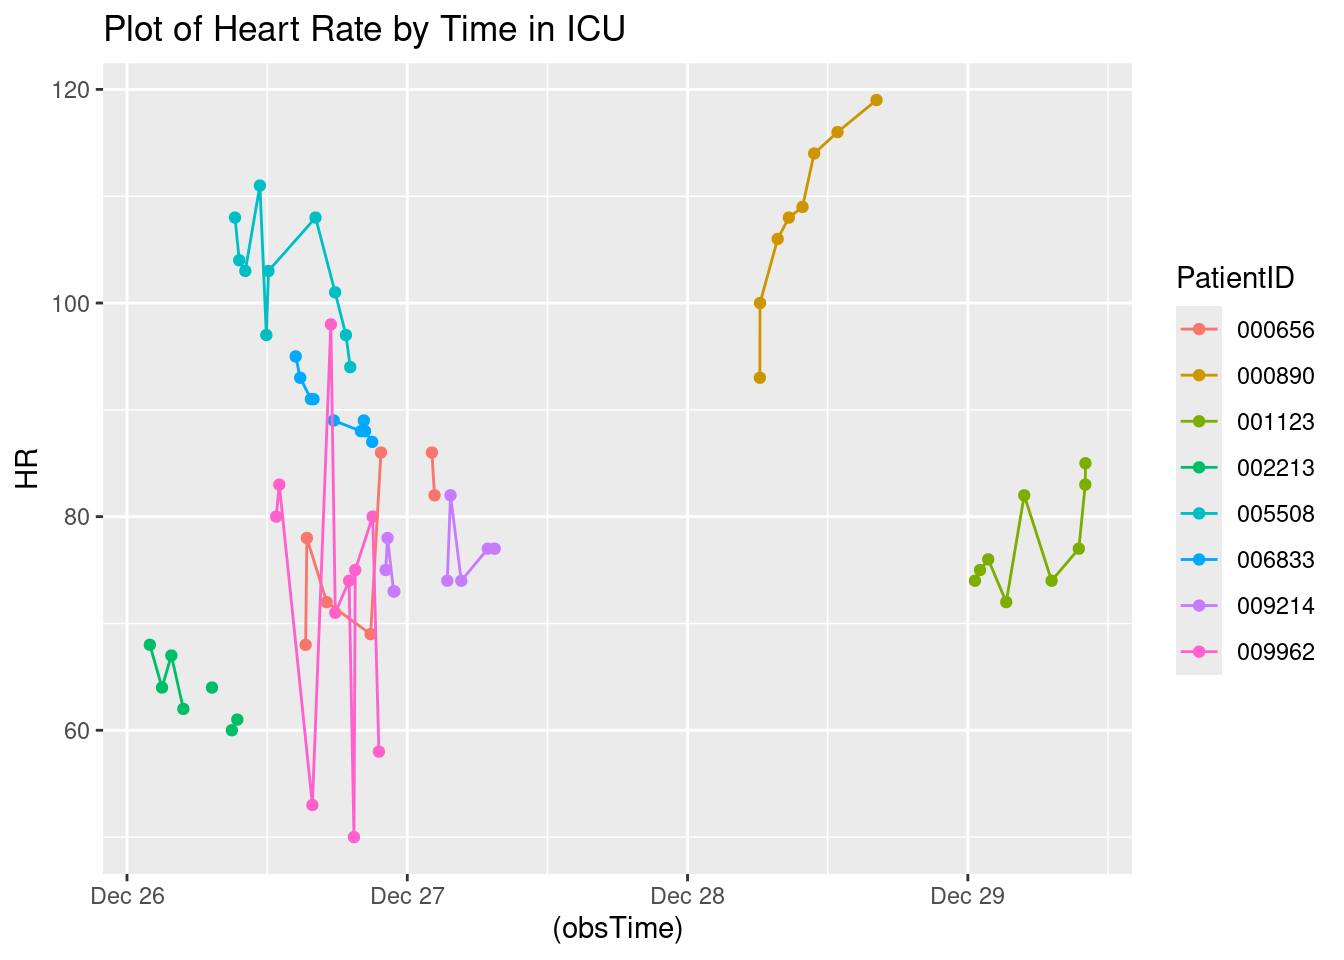 Plot of Heart Rate by Time in ICU
120
100
80
60
HR
Dec 26
Dec 27
Dec 28
Dec 29
(obsTime)
PatientID
000656
000890
001123
002213
005508
006833
009214
009962